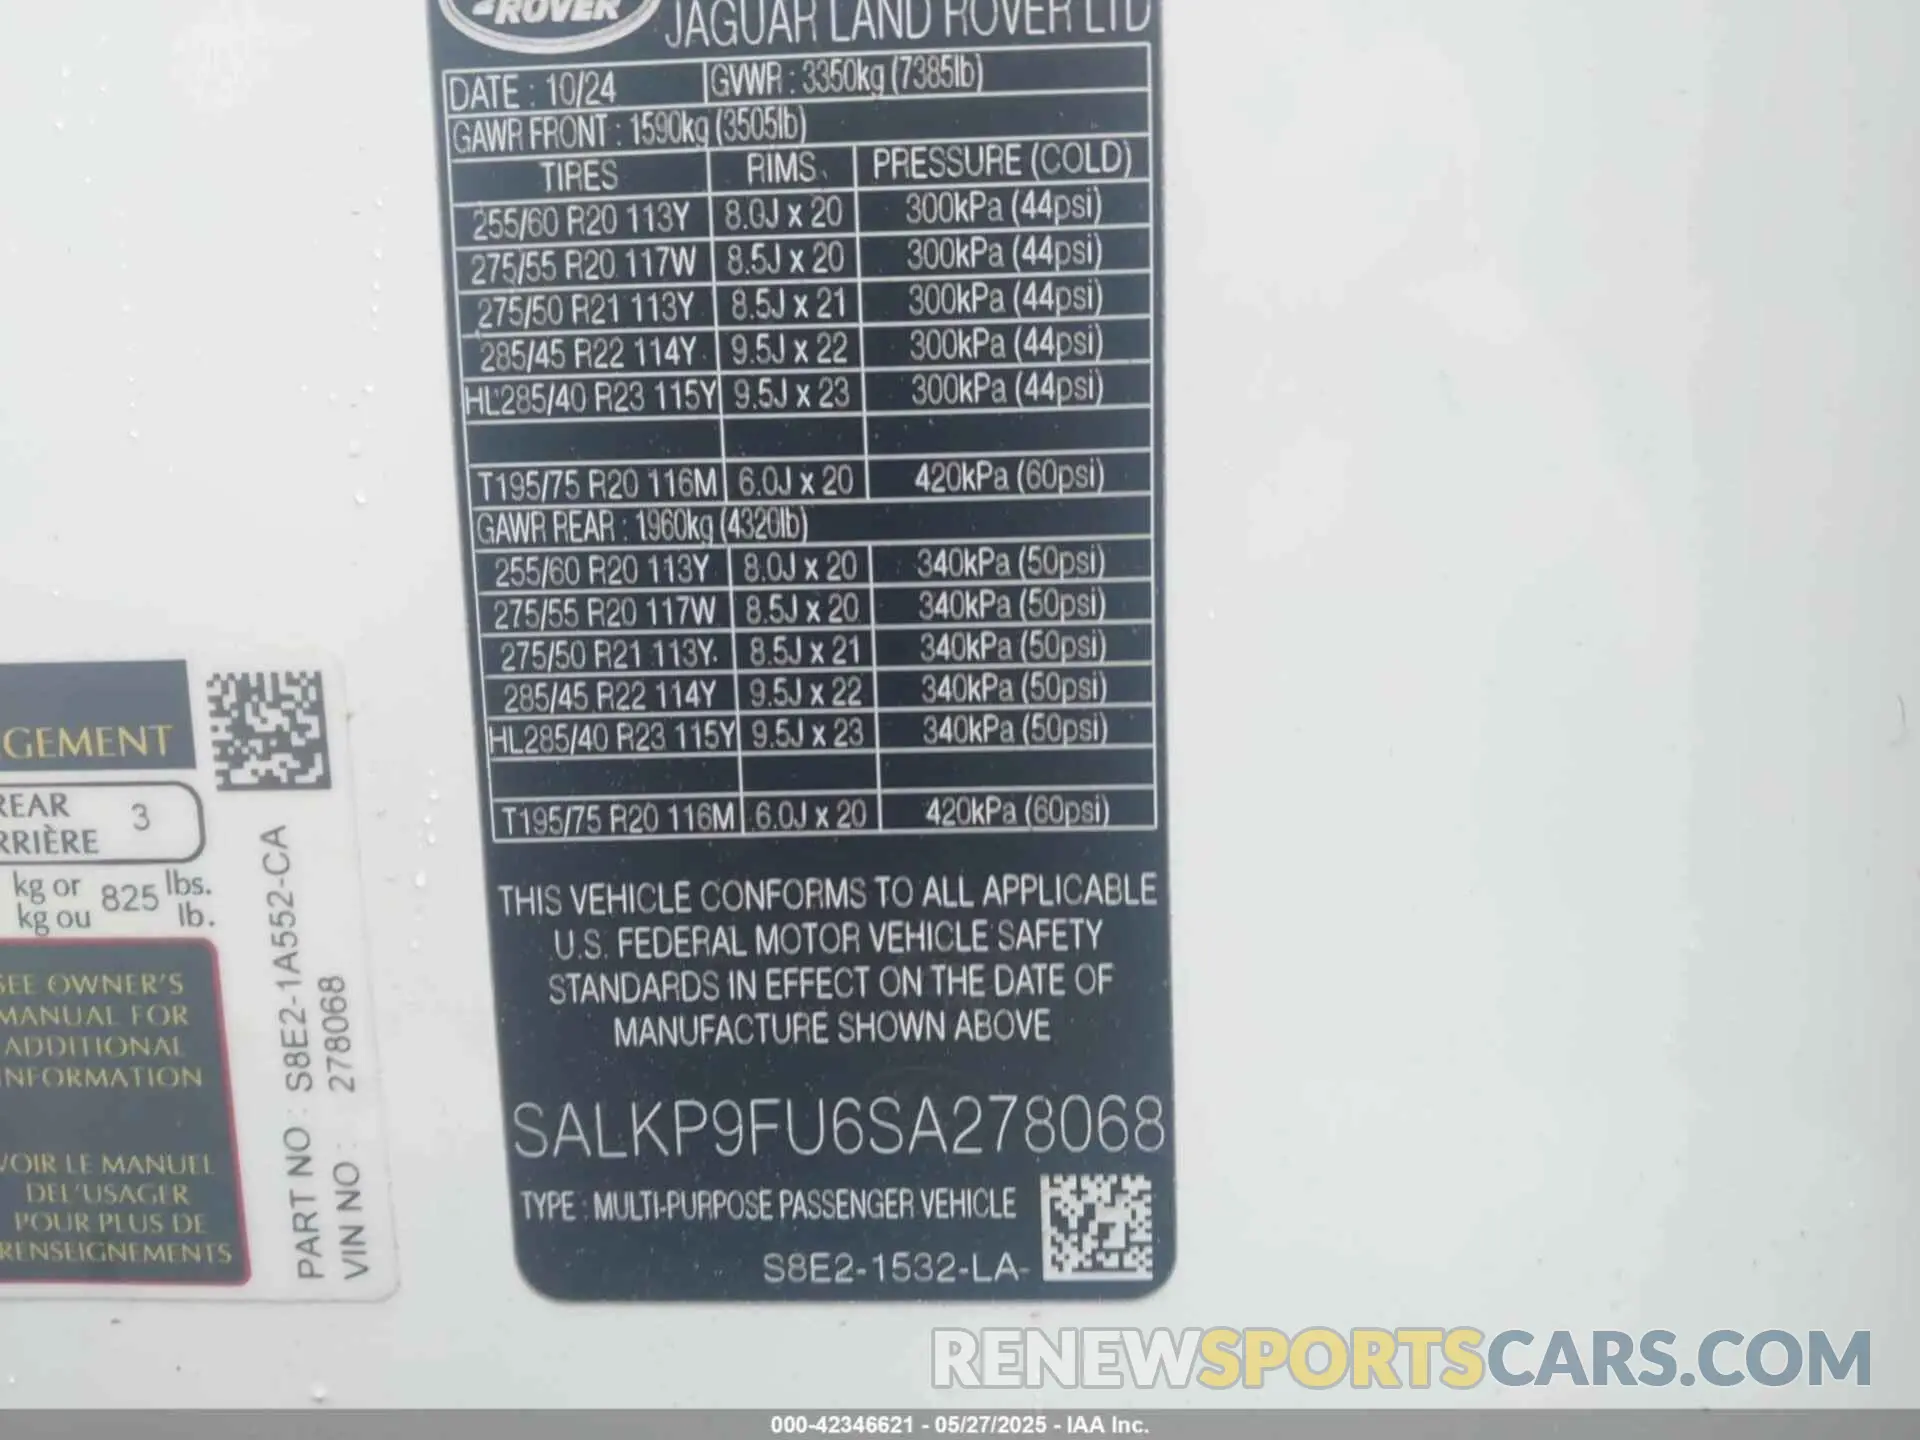 ROVER
JAGUAR LAND ROVER LTD
DATE : 10/24 GVWR : 3350kg (7385lb)
GAWR FRONT : 1590kg (3505lb)
TIRES RIMS PRESSURE (COLD)
255/60 R20 113Y 8.0J x 20 300kPa (44psi)
275/55 R20 117W 8.5J x 20 300kPa (44psi)
275/50 R21 113Y 8.5J x 21 300kPa (44psi)
285/45 R22 114Y 9.5J x 22 300kPa (44psi)
HL285/40 R23 115Y 9.5J x 23 300kPa (44psi)
T195/75 R20 116M 6.0J x 20 420kPa (60psi)
GAWR REAR : 1960kg (4320lb)
255/60 R20 113Y 8.0J x 20 340kPa (50psi)
275/55 R20 117W 8.5J x 20 340kPa (50psi)
275/50 R21 113Y 8.5J x 21 340kPa (50psi)
285/45 R22 114Y 9.5J x 22 340kPa (50psi)
HL285/40 R23 115Y 9.5J x 23 340kPa (50psi)
T195/75 R20 116M 6.0J x 20 420kPa (60psi)
THIS VEHICLE CONFORMS TO ALL APPLICABLE
U.S. FEDERAL MOTOR VEHICLE SAFETY
STANDARDS IN EFFECT ON THE DATE OF
MANUFACTURE SHOWN ABOVE
SALKP9FU6SA278068
TYPE : MULTI-PURPOSE PASSENGER VEHICLE
S8E2-1532-LA-
GEMENT
REAR 3
RRIÈRE
kg or 825 lbs.
kg ou lb.
SEE OWNER'S
MANUAL FOR
ADDITIONAL
INFORMATION
VOIR LE MANUEL
DE L'USAGER
POUR PLUS DE
RENSEIGNEMENTS
PART NO : S8E2-1A552-CA
VIN NO : 278068
RENEWSPORTSCARS.COM
000-42346621 - 05/27/2025 - IAA Inc.